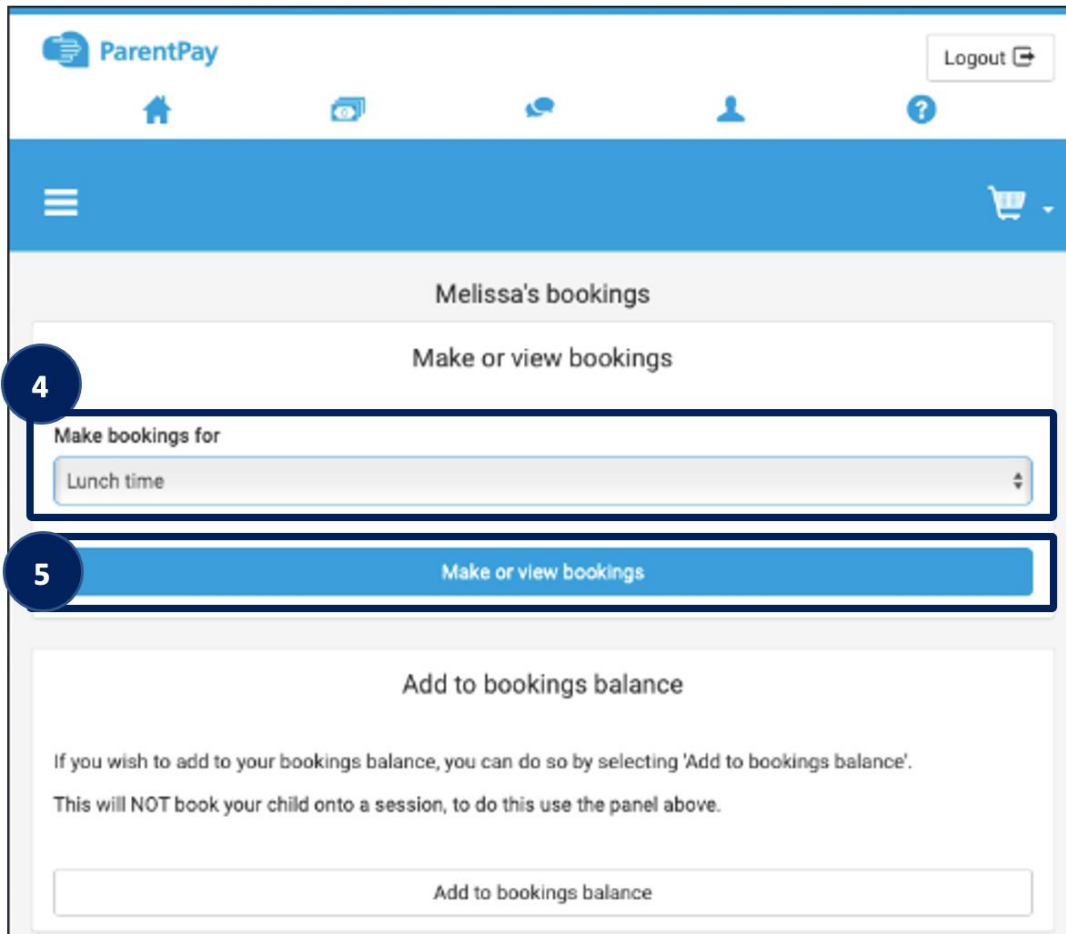 ParentPay
Logout
Melissa's bookings
Make or view bookings
4
Make bookings for
Lunch time
5
Make or view bookings
Add to bookings balance
If you wish to add to your bookings balance, you can do so by selecting 'Add to bookings balance'.
This will NOT book your child onto a session, to do this use the panel above.
Add to bookings balance